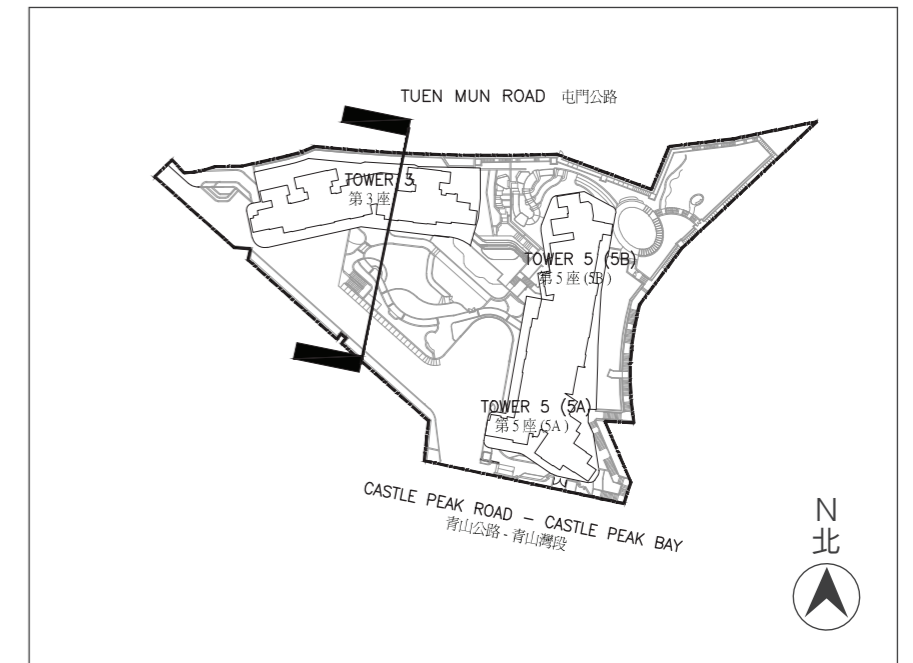 TUEN MUN ROAD 屯門公路
TOWER 3
第3座
TOWER 5 (5B)
第5座(5B)
TOWER 5 (5A)
第5座(5A)
CASTLE PEAK ROAD - CASTLE PEAK BAY
青山公路 - 青山灣段
N
北